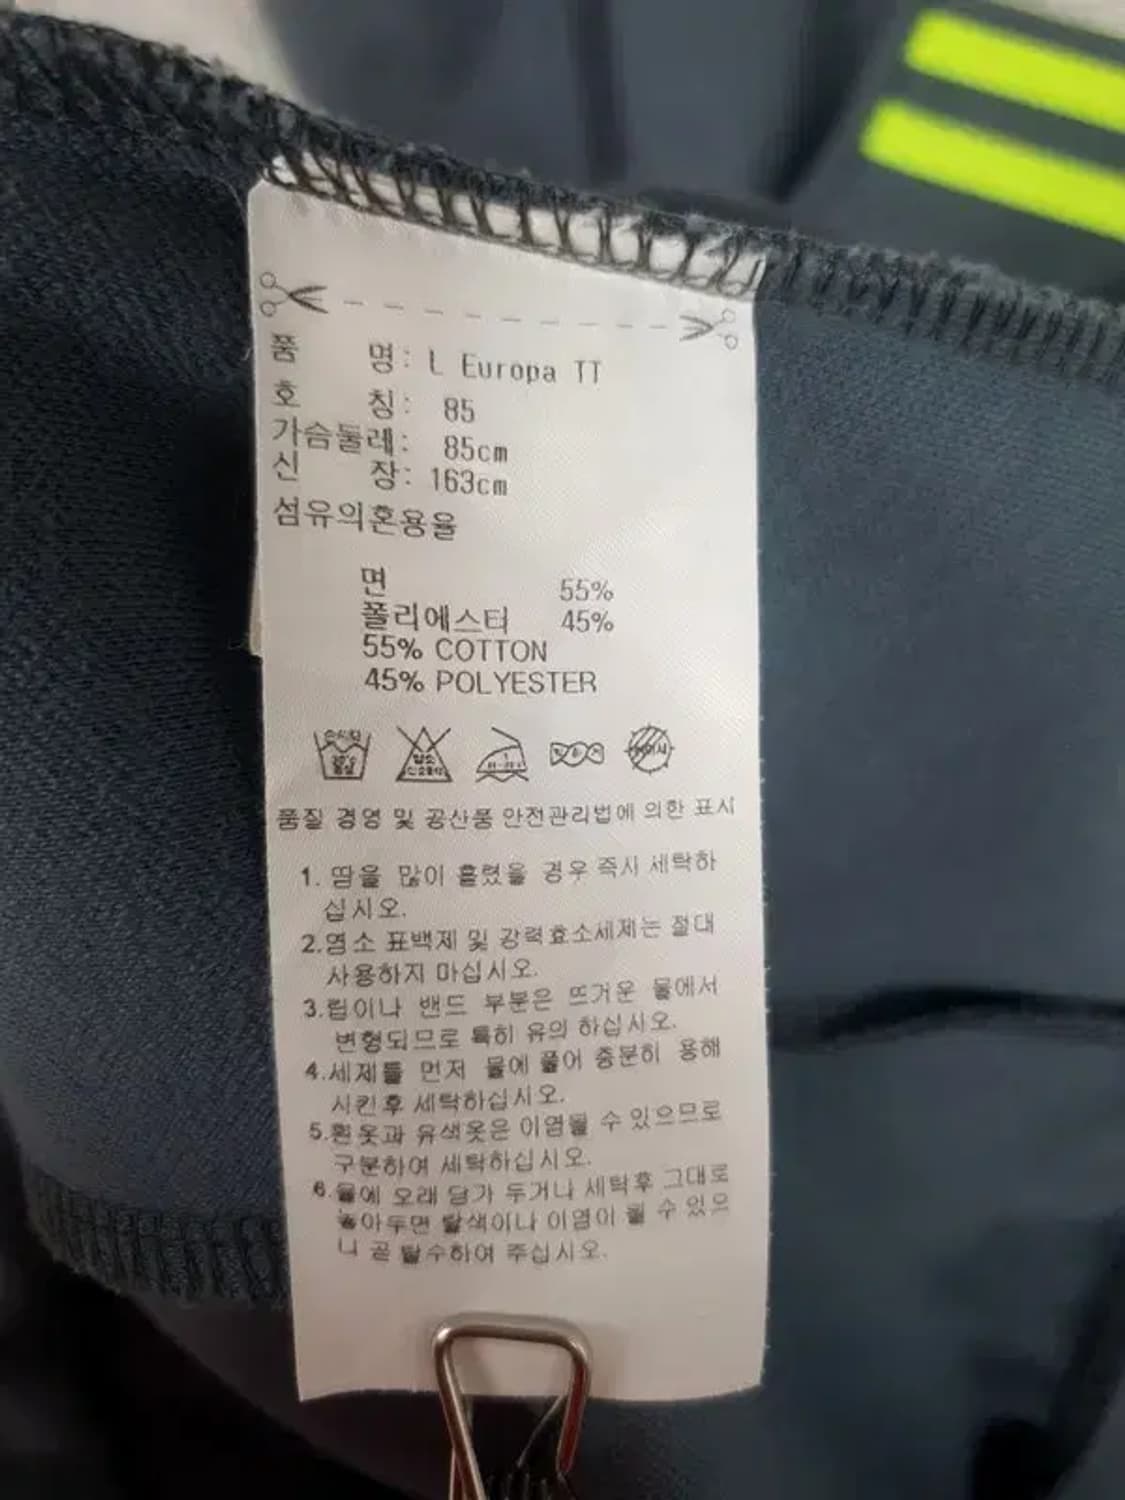 품 명: L Europa TT
호 칭: 85
가슴둘레: 85cm
신 장: 163cm
섬유의혼용율
면 55%
폴리에스터 45%
55% COTTON
45% POLYESTER
품질 경영 및 공산품 안전관리법에 의한 표시
1. 땀을 많이 흘렸을 경우 즉시 세탁하
십시오.
2.염소 표백제 및 강력효소세제는 절대
사용하지 마십시오.
3.립이나 밴드 부분은 뜨거운 물에서
변형되므로 특히 유의 하십시오.
4.세제를 먼저 물에 풀어 충분히 용해
시킨후 세탁하십시오.
5.흰옷과 유색옷은 이염될 수 있으므로
구분하여 세탁하십시오.
6.물에 오래 담가 두거나 세탁후 그대로
놓아두면 탈색이나 이염이 될 수 있으
니 곧 탈수하여 주십시오.